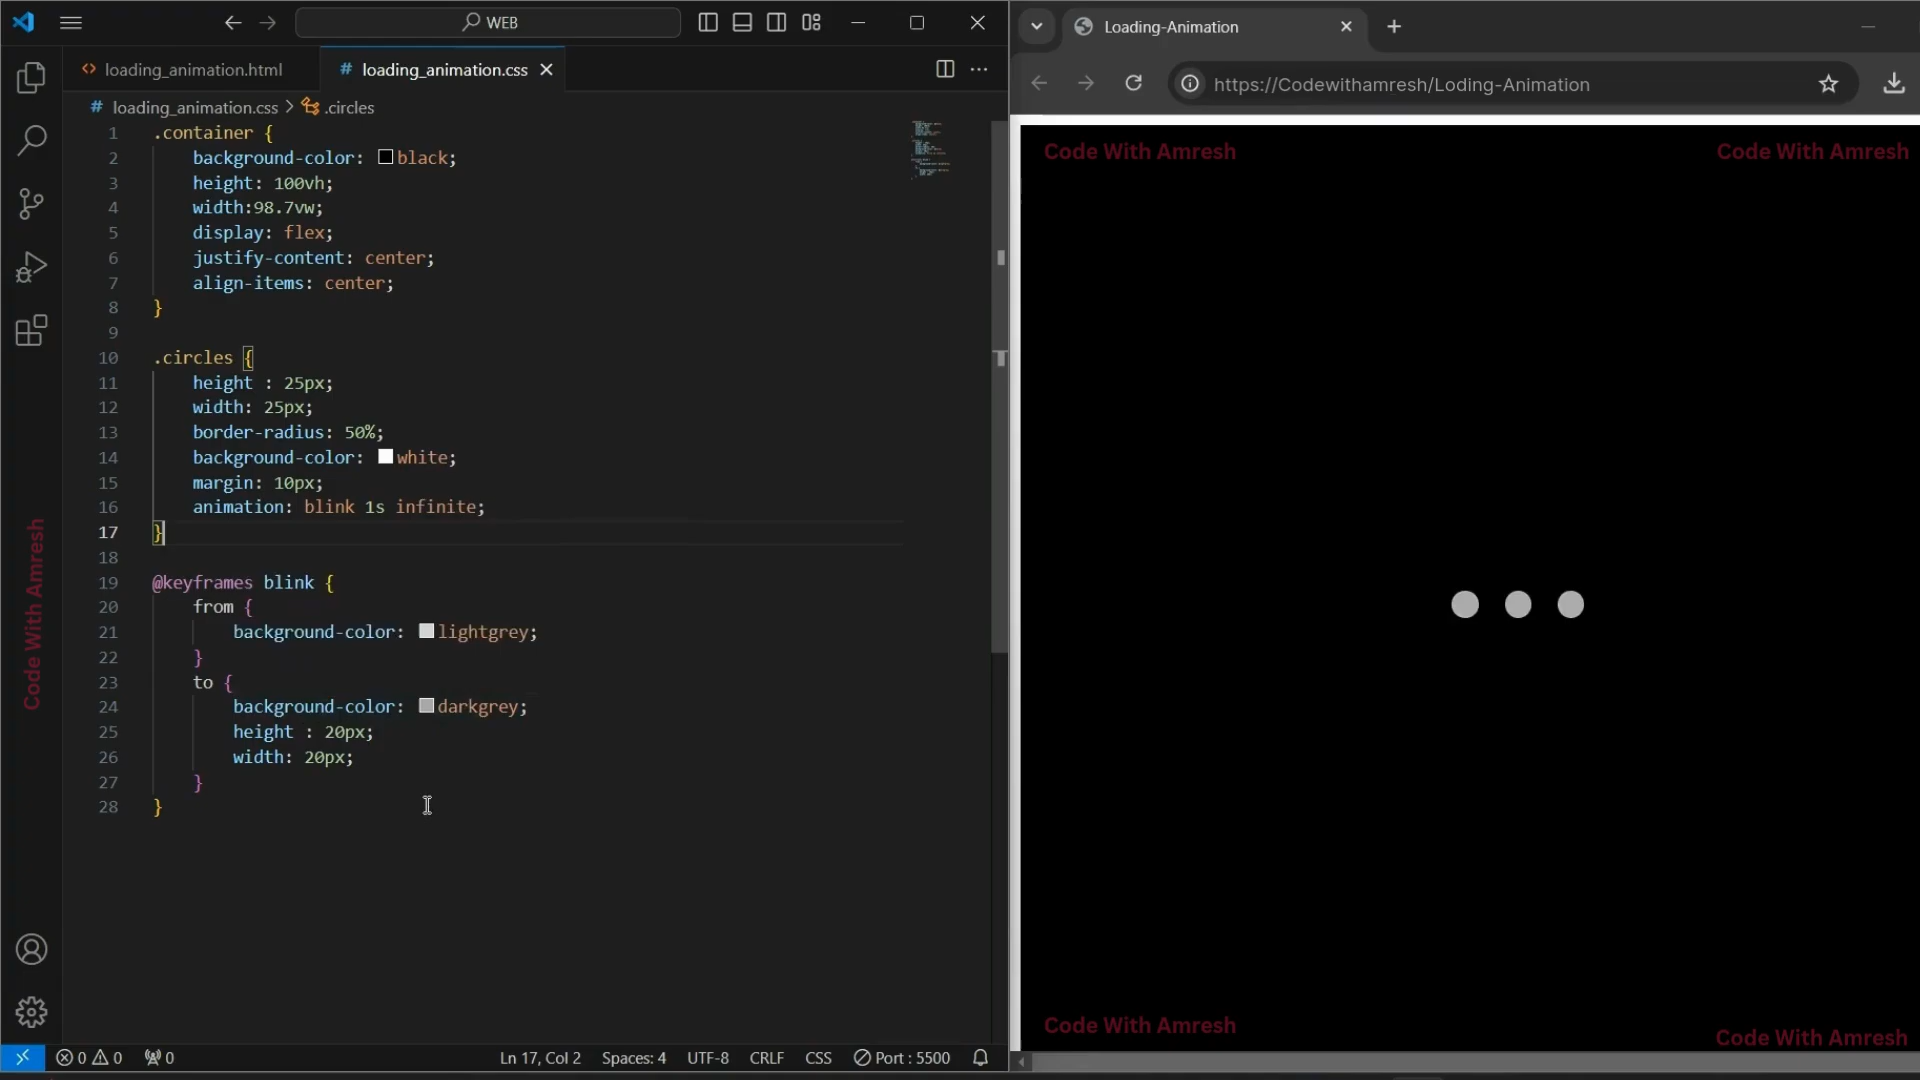 WEB
loading_animation.html
# loading_animation.css
# loading_animation.css > .circles
1 .container {
2 background-color: black;
3 height: 100vh;
4 width:98.7vw;
5 display: flex;
6 justify-content: center;
7 align-items: center;
8 }
9
10 .circles {
11 height : 25px;
12 width: 25px;
13 border-radius: 50%;
14 background-color: white;
15 margin: 10px;
16 animation: blink 1s infinite;
17 }
18
19 @keyframes blink {
20 from {
21 background-color: lightgrey;
22 }
23 to {
24 background-color: darkgrey;
25 height : 20px;
26 width: 20px;
27 }
28 }
Code With Amresh
0 0 0 Ln 17, Col 2 Spaces: 4 UTF-8 CRLF CSS Port : 5500
Loading-Animation
https://Codewithamresh/Loding-Animation
Code With Amresh Code With Amresh
Code With Amresh
Code With Amresh